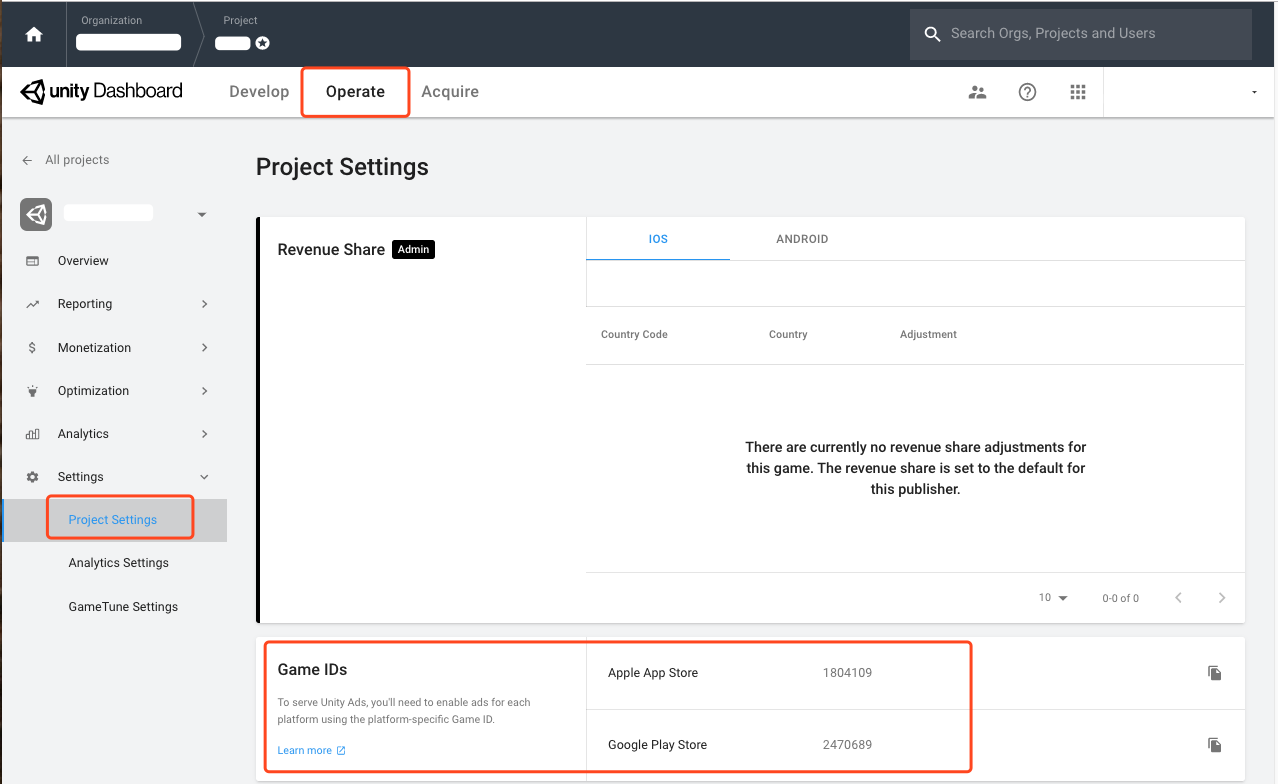 Organization
Project
Search Orgs, Projects and Users
unity Dashboard
Develop
Operate
Acquire
All projects
Project Settings
Overview
Reporting
Monetization
Optimization
Analytics
Settings
Project Settings
Analytics Settings
GameTune Settings
Revenue Share Admin
IOS
ANDROID
Country Code
Country
Adjustment
There are currently no revenue share adjustments for
this game. The revenue share is set to the default for
this publisher.
10
0-0 of 0
Game IDs
To serve Unity Ads, you'll need to enable ads for each
platform using the platform-specific Game ID.
Learn more
Apple App Store 1804109
Google Play Store 2470689